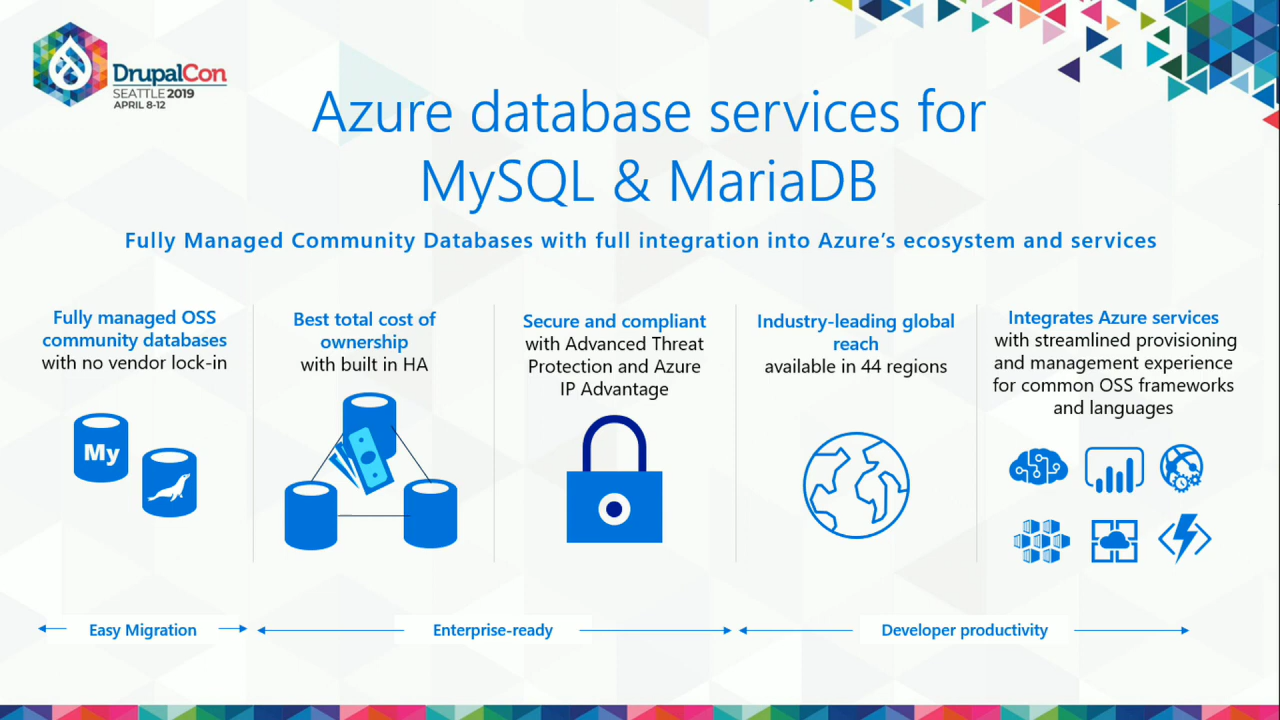 DrupalCon
SEATTLE 2019
APRIL 8-12
Azure database services for
MySQL & MariaDB
Fully Managed Community Databases with full integration into Azure's ecosystem and services
Fully managed OSS
community databases
with no vendor lock-in
My
Best total cost of
ownership
with built in HA
Secure and compliant
with Advanced Threat
Protection and Azure
IP Advantage
Industry-leading global
reach
available in 44 regions
Integrates Azure services
with streamlined provisioning
and management experience
for common OSS frameworks
and languages
Easy Migration
Enterprise-ready
Developer productivity